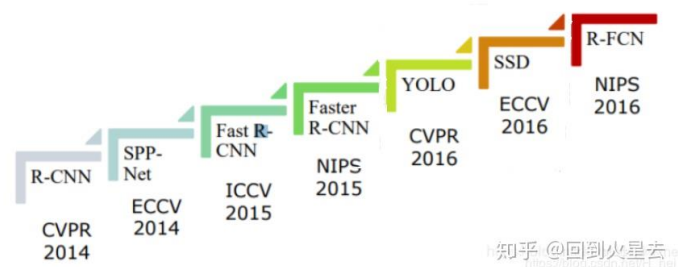 R-CNN
CVPR
2014
SPP-
Net
ECCV
2014
Fast R-
CNN
ICCV
2015
Faster
R-CNN
NIPS
2015
YOLO
CVPR
2016
SSD
ECCV
2016
R-FCN
NIPS
2016
知乎 @回到火星去